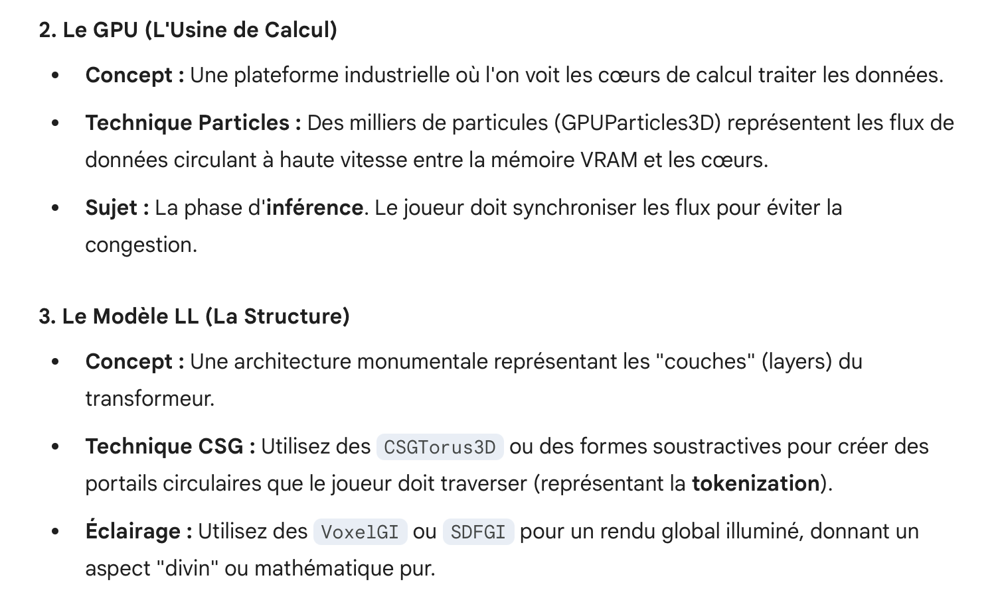 2. Le GPU (L'Usine de Calcul)
• Concept : Une plateforme industrielle où l'on voit les cœurs de calcul traiter les données.
• Technique Particles : Des milliers de particules (GPUParticles3D) représentent les flux de
données circulant à haute vitesse entre la mémoire VRAM et les cœurs.
• Sujet : La phase d'inférence. Le joueur doit synchroniser les flux pour éviter la
congestion.
3. Le Modèle LL (La Structure)
• Concept : Une architecture monumentale représentant les "couches" (layers) du
transformeur.
• Technique CSG : Utilisez des CSGTorus3D ou des formes soustractives pour créer des
portails circulaires que le joueur doit traverser (représentant la tokenization).
• Éclairage : Utilisez des VoxelGI ou SDFGI pour un rendu global illuminé, donnant un
aspect "divin" ou mathématique pur.